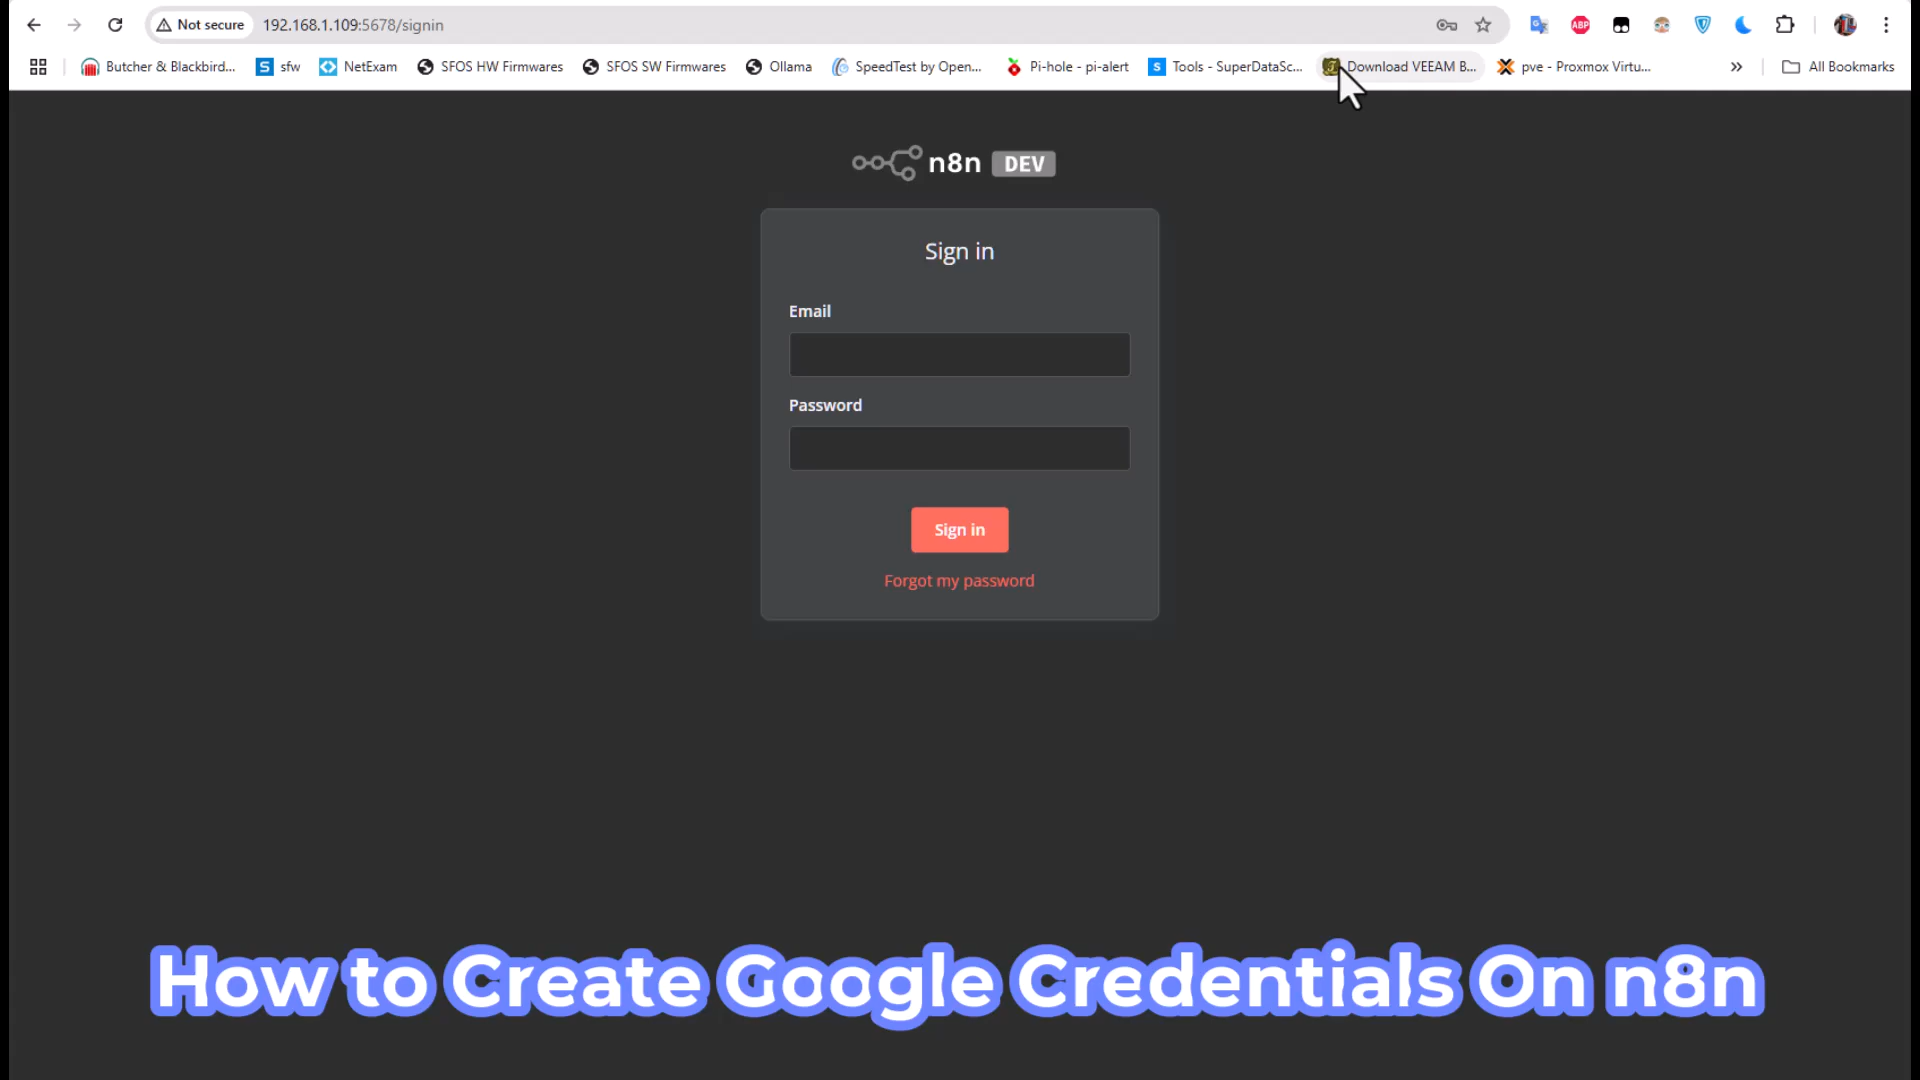 Not secure 192.168.1.109:5678/signin
ABP
Butcher & Blackbird... S sfw NetExam SFOS HW Firmwares SFOS SW Firmwares Ollama SpeedTest by Open... Pi-hole - pi-alert S Tools - SuperDataSc... Download VEEAM B... pve - Proxmox Virtu... » All Bookmarks
n8n DEV
Sign in
Email
Password
Sign in
Forgot my password
How to Create Google Credentials On n8n